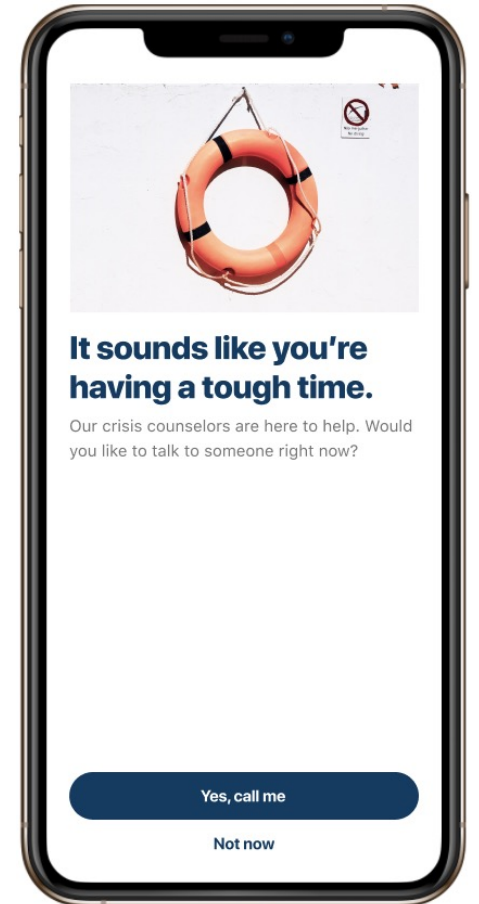 It sounds like you're
having a tough time.
Our crisis counselors are here to help. Would
you like to talk to someone right now?
Yes, call me
Not now